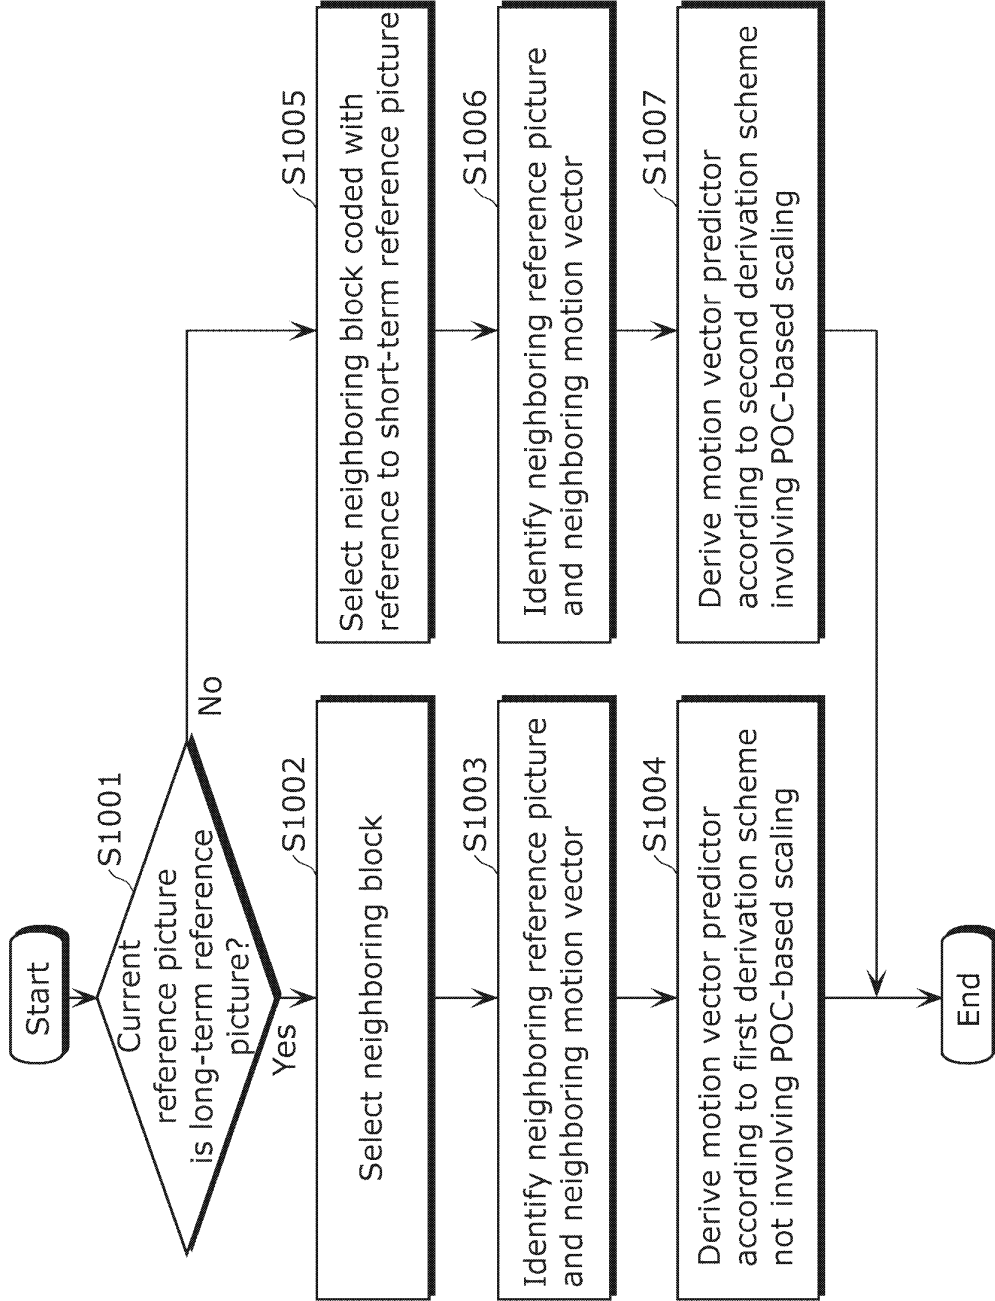 Start
S1001
Current
reference picture
is long-term reference
picture?
Yes
No
S1002
Select neighboring block
S1003
Identify neighboring reference picture
and neighboring motion vector
S1004
Derive motion vector predictor
according to first derivation scheme
not involving POC-based scaling
S1005
Select neighboring block coded with
reference to short-term reference picture
S1006
Identify neighboring reference picture
and neighboring motion vector
S1007
Derive motion vector predictor
according to second derivation scheme
involving POC-based scaling
End